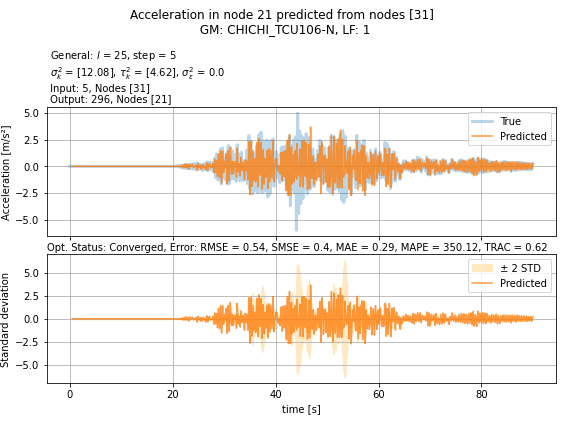 Acceleration in node 21 predicted from nodes [31]
GM: CHICHI_TCU106-N, LF: 1
General: l = 25, step = 5
σ²ₖ = [12.08], τ²ₖ = [4.62], σ²ε = 0.0
Input: 5, Nodes [31]
Output: 296, Nodes [21]
Acceleration [m/s²]
5.0
2.5
0.0
−2.5
−5.0
True
Predicted
Opt. Status: Converged, Error: RMSE = 0.54, SMSE = 0.4, MAE = 0.29, MAPE = 350.12, TRAC = 0.62
Standard deviation
5.0
2.5
0.0
−2.5
−5.0
± 2 STD
Predicted
0 20 40 60 80
time [s]